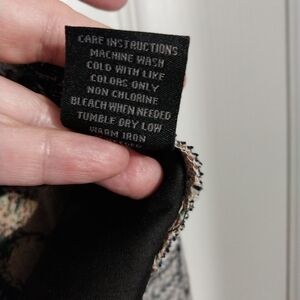 CARE INSTRUCTIONS
MACHINE WASH
COLD WITH LIKE
COLORS ONLY
NON CHLORINE
BLEACH WHEN NEEDED
TUMBLE DRY LOW
WARM IRON